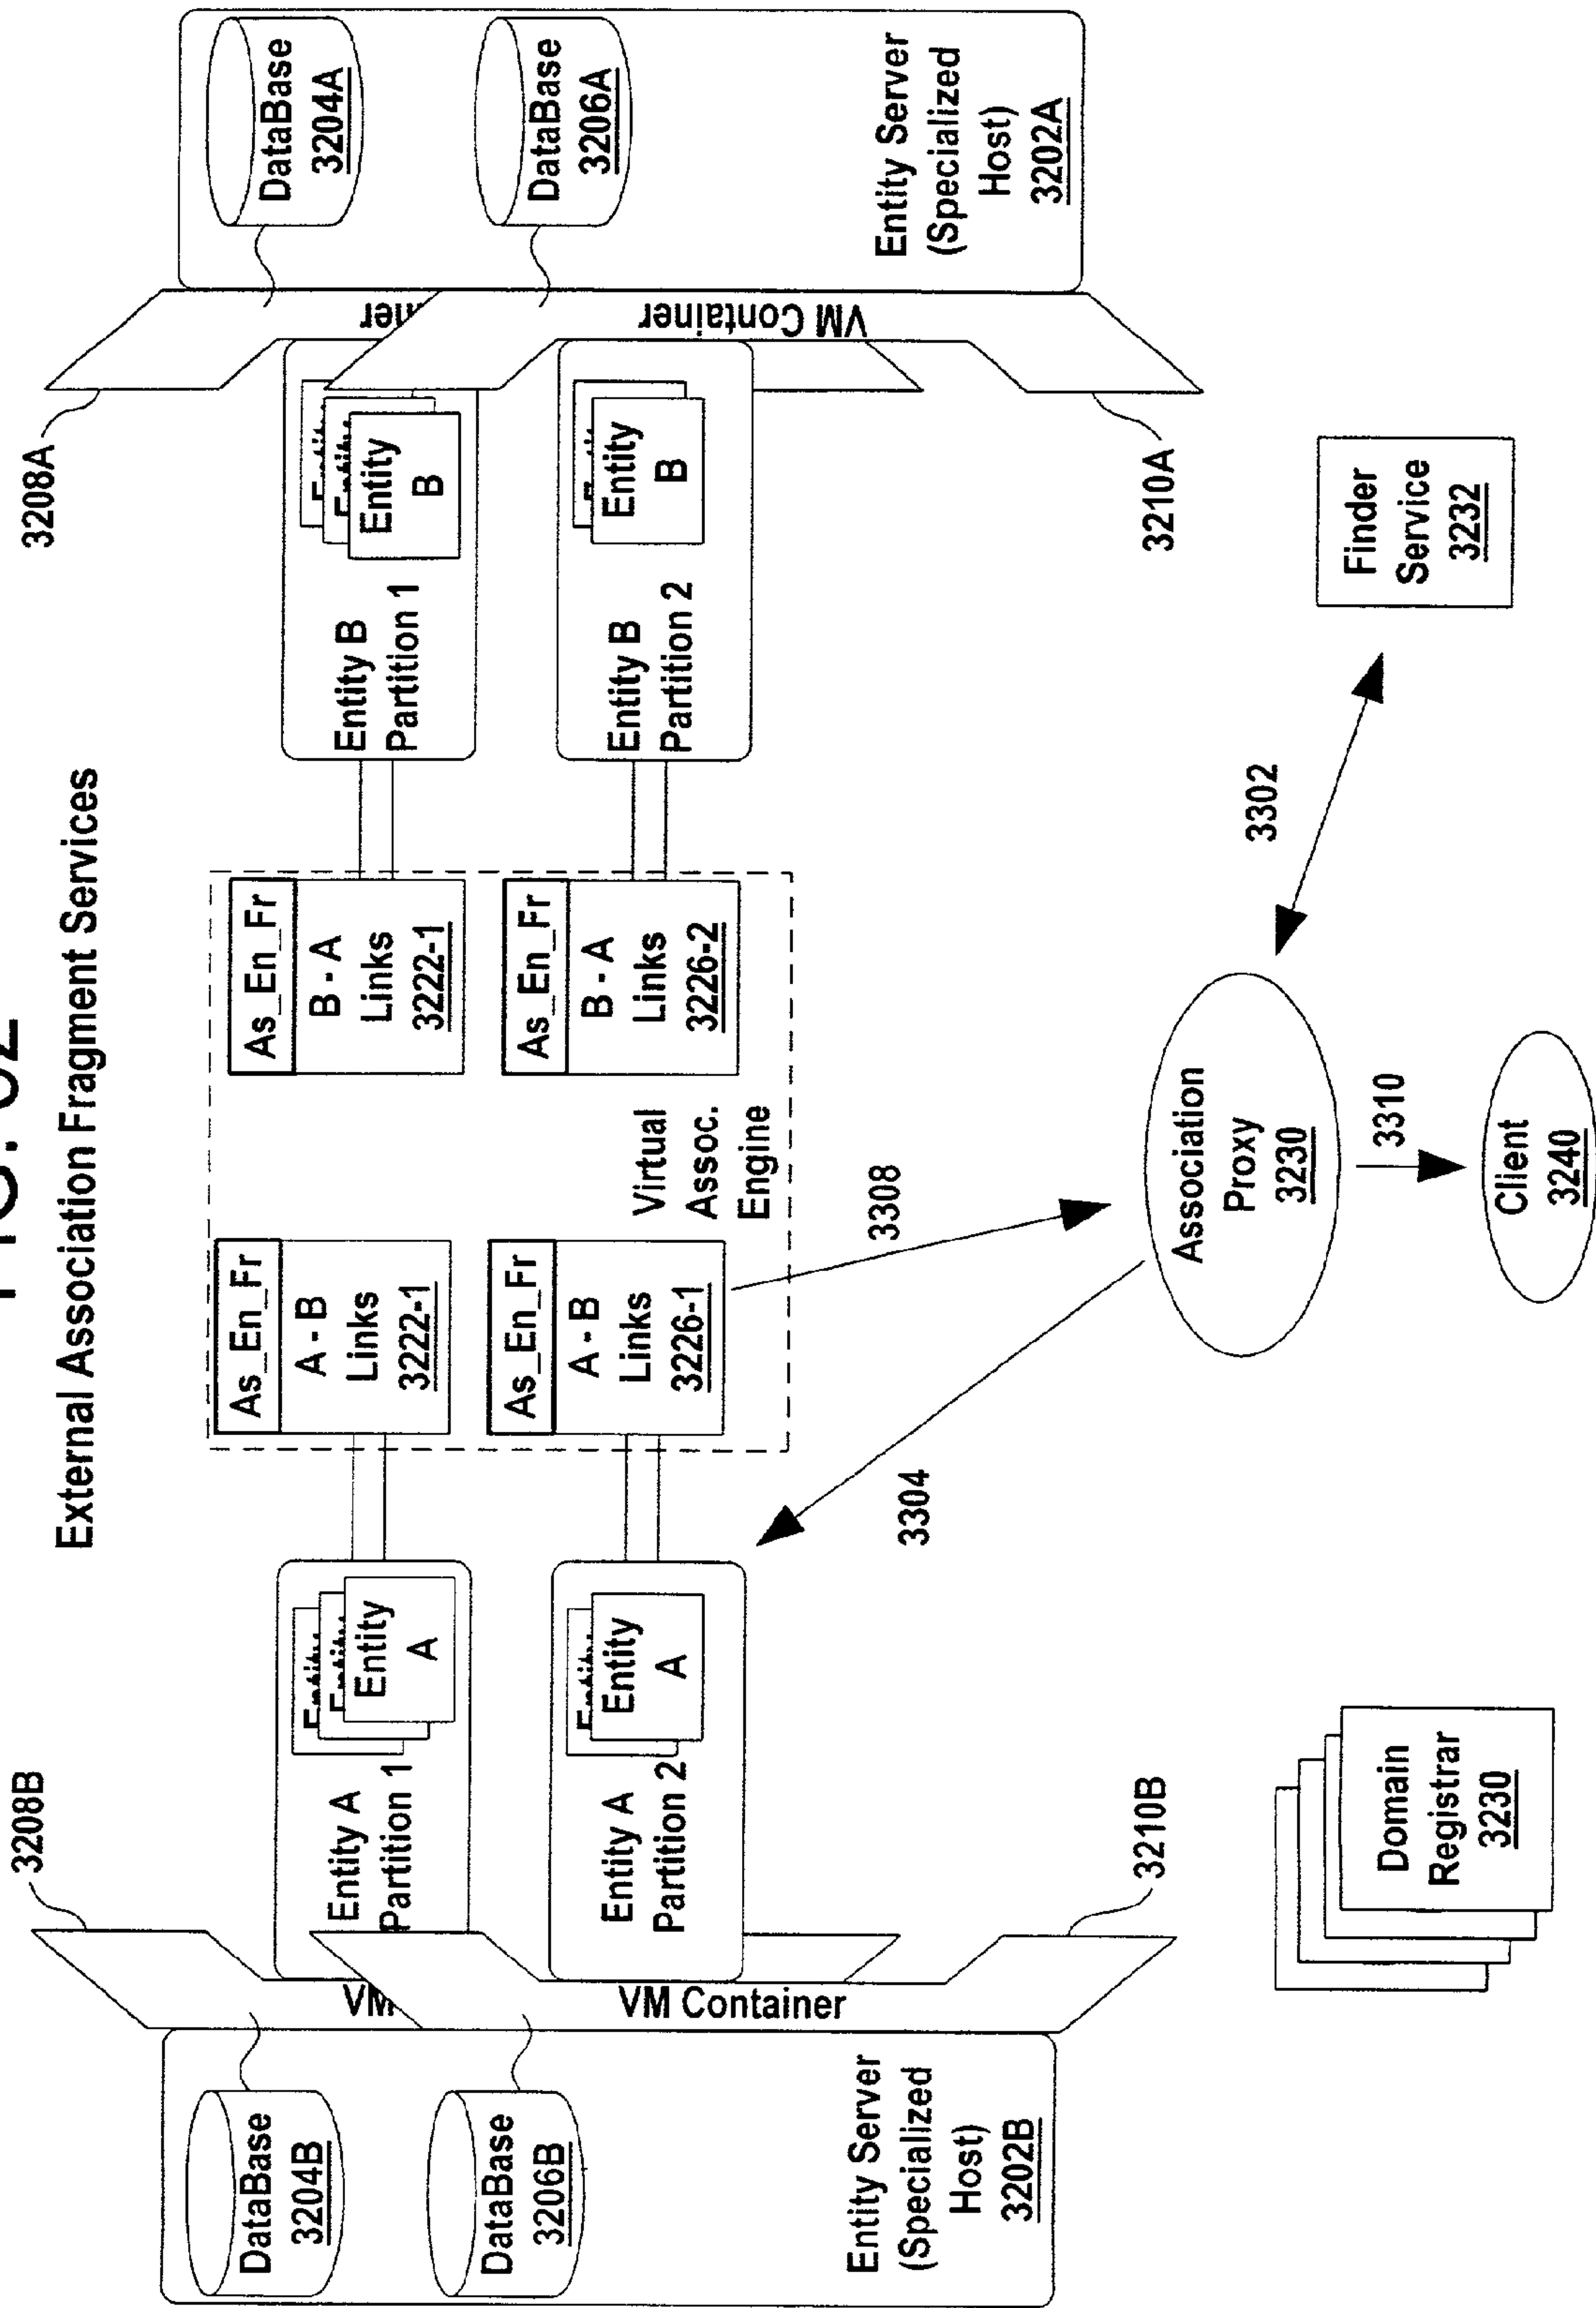 External Association Fragment Services
3208B
3208A
DataBase
3204B
DataBase
3206B
Entity Server
(Specialized
Host)
3202B
VM
VM Container
3210B
Entity A
Partition 1
Entity
A
Entity A
Partition 2
Entity
A
As_En_Fr
A - B
Links
3222-1
As_En_Fr
A - B
Links
3226-1
Virtual
Assoc.
Engine
As_En_Fr
B - A
Links
3222-1
As_En_Fr
B - A
Links
3226-2
Entity B
Partition 1
Entity
B
Entity B
Partition 2
Entity
B
VM Container
3210A
DataBase
3204A
DataBase
3206A
Entity Server
(Specialized
Host)
3202A
3304
3308
3302
Domain
Registrar
3230
Association
Proxy
3230
3310
Client
3240
Finder
Service
3232